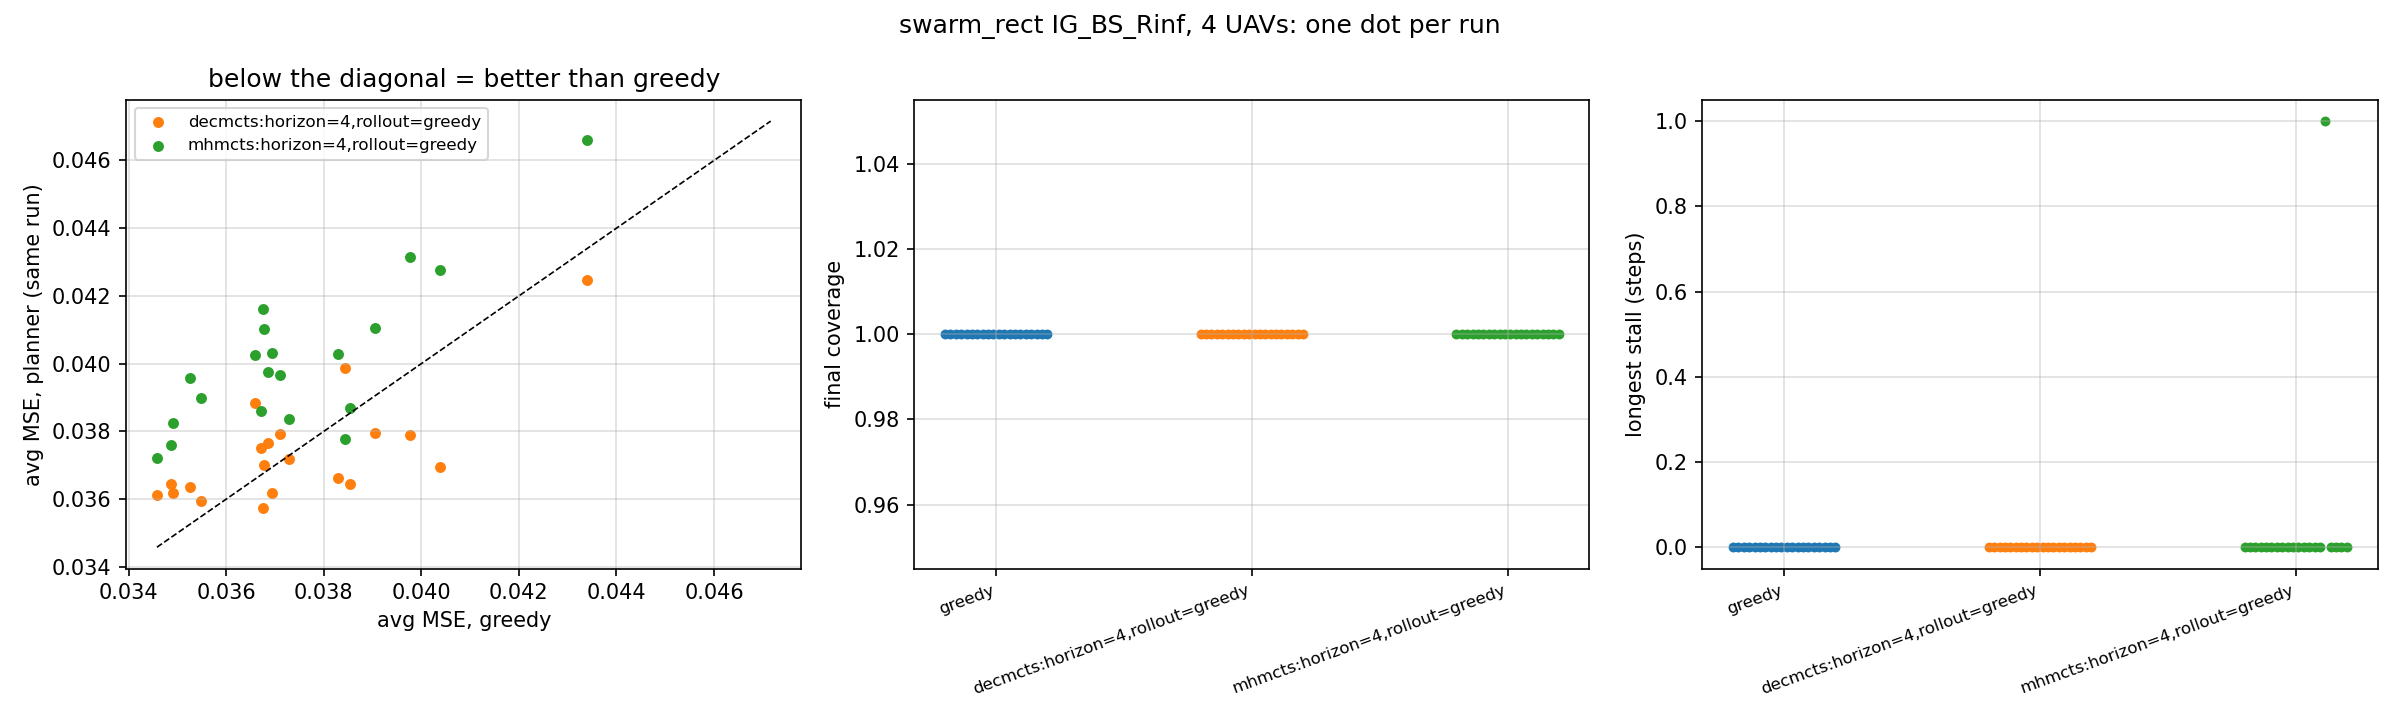 swarm_rect IG_BS_Rinf, 4 UAVs: one dot per run
below the diagonal = better than greedy
decmcts:horizon=4,rollout=greedy
mhmcts:horizon=4,rollout=greedy
avg MSE, planner (same run)
0.046
0.044
0.042
0.040
0.038
0.036
0.034
0.034 0.036 0.038 0.040 0.042 0.044 0.046
avg MSE, greedy
final coverage
1.04
1.02
1.00
0.98
0.96
greedy
decmcts:horizon=4,rollout=greedy
mhmcts:horizon=4,rollout=greedy
longest stall (steps)
1.0
0.8
0.6
0.4
0.2
0.0
greedy
decmcts:horizon=4,rollout=greedy
mhmcts:horizon=4,rollout=greedy